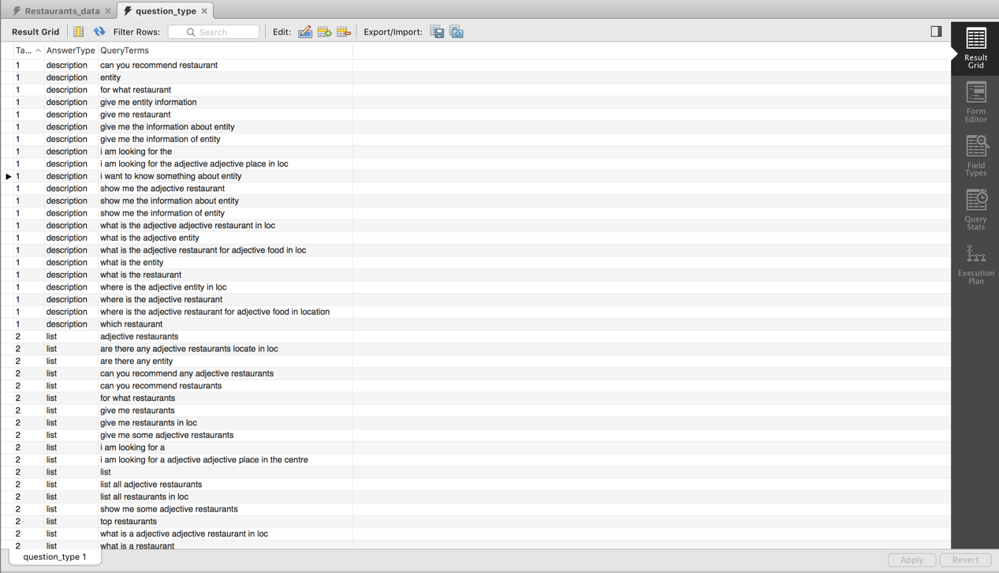 Restaurants_data
question_type
Result Grid Filter Rows: Search Edit: Export/Import:
Ta... AnswerType QueryTerms
1 description can you recommend restaurant
1 description entity
1 description for what restaurant
1 description give me entity information
1 description give me restaurant
1 description give me the information about entity
1 description give me the information of entity
1 description i am looking for the
1 description i am looking for the adjective adjective place in loc
1 description i want to know something about entity
1 description show me the adjective restaurant
1 description show me the information about entity
1 description show me the information of entity
1 description what is the adjective adjective restaurant in loc
1 description what is the adjective entity
1 description what is the adjective restaurant for adjective food in loc
1 description what is the entity
1 description what is the restaurant
1 description where is the adjective entity in loc
1 description where is the adjective restaurant
1 description where is the adjective restaurant for adjective food in location
1 description which restaurant
2 list adjective restaurants
2 list are there any adjective restaurants locate in loc
2 list are there any entity
2 list can you recommend any adjective restaurants
2 list can you recommend restaurants
2 list for what restaurants
2 list give me restaurants
2 list give me restaurants in loc
2 list give me some adjective restaurants
2 list i am looking for a
2 list i am looking for a adjective adjective place in the centre
2 list list
2 list list all adjective restaurants
2 list list all restaurants in loc
2 list show me some adjective restaurants
2 list top restaurants
2 list what is a adjective adjective restaurant in loc
2 list what is a restaurant
question_type 1
Apply Revert
Result
Grid
Form
Editor
Field
Types
Query
Stats
Execution
Plan